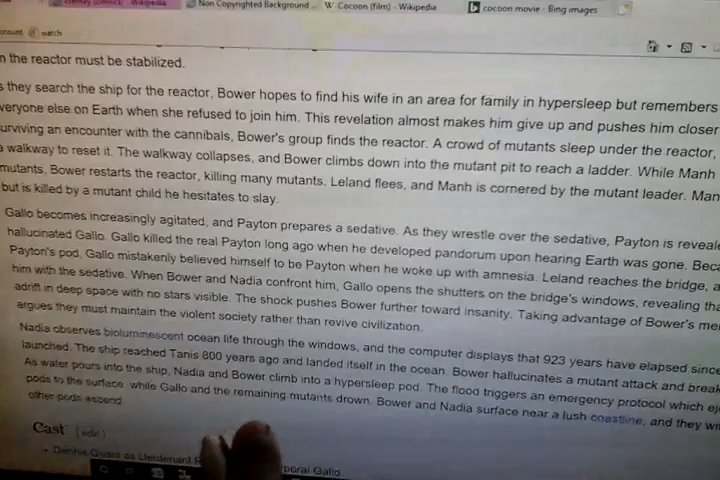 Non Copyrighted Background ... W Cocoon (film) - Wikipedia cocoon movie - Bing images
watch
n the reactor must be stabilized.
s they search the ship for the reactor, Bower hopes to find his wife in an area for family in hypersleep but remembers
veryone else on Earth when she refused to join him. This revelation almost makes him give up and pushes him closer
urviving an encounter with the cannibals, Bower's group finds the reactor. A crowd of mutants sleep under the reactor,
a walkway to reset it. The walkway collapses, and Bower climbs down into the mutant pit to reach a ladder. While Manh
mutants, Bower restarts the reactor, killing many mutants. Leland flees, and Manh is cornered by the mutant leader. Man
but is killed by a mutant child he hesitates to slay.
Gallo becomes increasingly agitated, and Payton prepares a sedative. As they wrestle over the sedative, Payton is reveale
hallucinated Gallo. Gallo killed the real Payton long ago when he developed pandorum upon hearing Earth was gone. Beca
Payton's pod, Gallo mistakenly believed himself to be Payton when he woke up with amnesia. Leland reaches the bridge, a
him with the sedative. When Bower and Nadia confront him, Gallo opens the shutters on the bridge's windows, revealing tha
adrift in deep space with no stars visible. The shock pushes Bower further toward insanity. Taking advantage of Bower's me
argues they must maintain the violent society rather than revive civilization.
Nadia observes bioluminescent ocean life through the windows, and the computer displays that 923 years have elapsed since
launched. The ship reached Tanis 800 years ago and landed itself in the ocean. Bower hallucinates a mutant attack and break
As water pours into the ship, Nadia and Bower climb into a hypersleep pod. The flood triggers an emergency protocol which ej
pods to the surface while Gallo and the remaining mutants drown. Bower and Nadia surface near a lush coastline, and they wi
other pods ascend.
Cast [edit]
Dennis Quaid as Lieutenant P
rporal Gallo